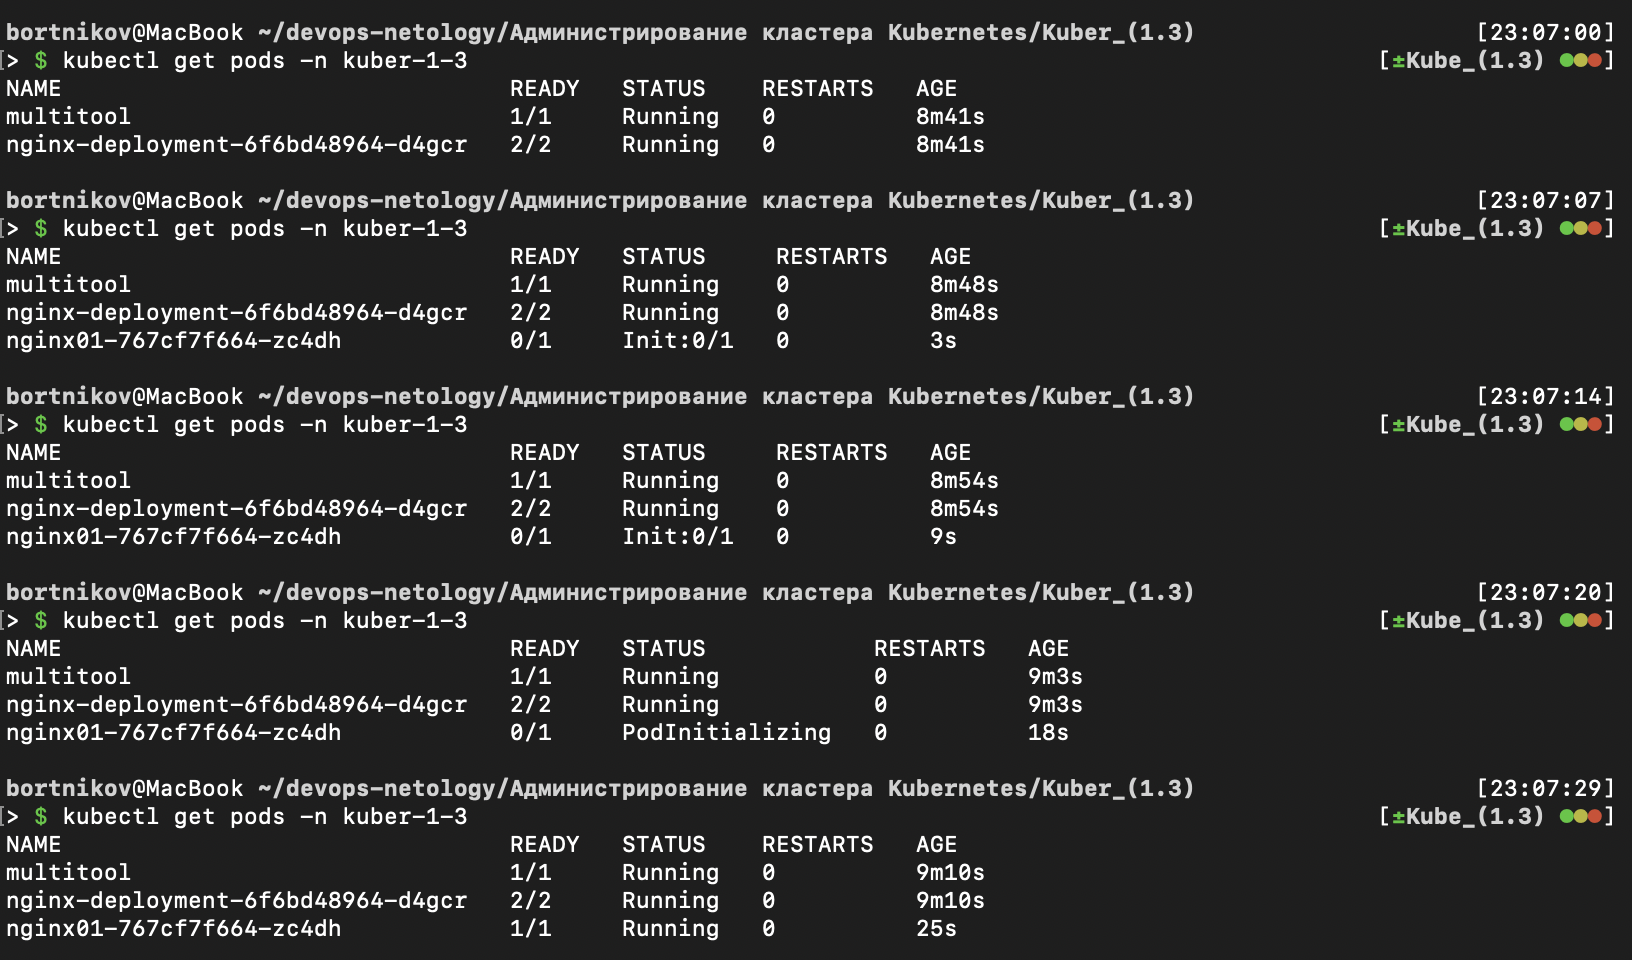 bortnikov@MacBook ~/devops-netology/Администрирование кластера Kubernetes/Kuber_(1.3) [23:07:00]
[> $ kubectl get pods -n kuber-1-3 [±Kube_(1.3) ●●●]
NAME READY STATUS RESTARTS AGE
multitool 1/1 Running 0 8m41s
nginx-deployment-6f6bd48964-d4gcr 2/2 Running 0 8m41s
bortnikov@MacBook ~/devops-netology/Администрирование кластера Kubernetes/Kuber_(1.3) [23:07:07]
[> $ kubectl get pods -n kuber-1-3 [±Kube_(1.3) ●●●]
NAME READY STATUS RESTARTS AGE
multitool 1/1 Running 0 8m48s
nginx-deployment-6f6bd48964-d4gcr 2/2 Running 0 8m48s
nginx01-767cf7f664-zc4dh 0/1 Init:0/1 0 3s
bortnikov@MacBook ~/devops-netology/Администрирование кластера Kubernetes/Kuber_(1.3) [23:07:14]
[> $ kubectl get pods -n kuber-1-3 [±Kube_(1.3) ●●●]
NAME READY STATUS RESTARTS AGE
multitool 1/1 Running 0 8m54s
nginx-deployment-6f6bd48964-d4gcr 2/2 Running 0 8m54s
nginx01-767cf7f664-zc4dh 0/1 Init:0/1 0 9s
bortnikov@MacBook ~/devops-netology/Администрирование кластера Kubernetes/Kuber_(1.3) [23:07:20]
[> $ kubectl get pods -n kuber-1-3 [±Kube_(1.3) ●●●]
NAME READY STATUS RESTARTS AGE
multitool 1/1 Running 0 9m3s
nginx-deployment-6f6bd48964-d4gcr 2/2 Running 0 9m3s
nginx01-767cf7f664-zc4dh 0/1 PodInitializing 0 18s
bortnikov@MacBook ~/devops-netology/Администрирование кластера Kubernetes/Kuber_(1.3) [23:07:29]
[> $ kubectl get pods -n kuber-1-3 [±Kube_(1.3) ●●●]
NAME READY STATUS RESTARTS AGE
multitool 1/1 Running 0 9m10s
nginx-deployment-6f6bd48964-d4gcr 2/2 Running 0 9m10s
nginx01-767cf7f664-zc4dh 1/1 Running 0 25s